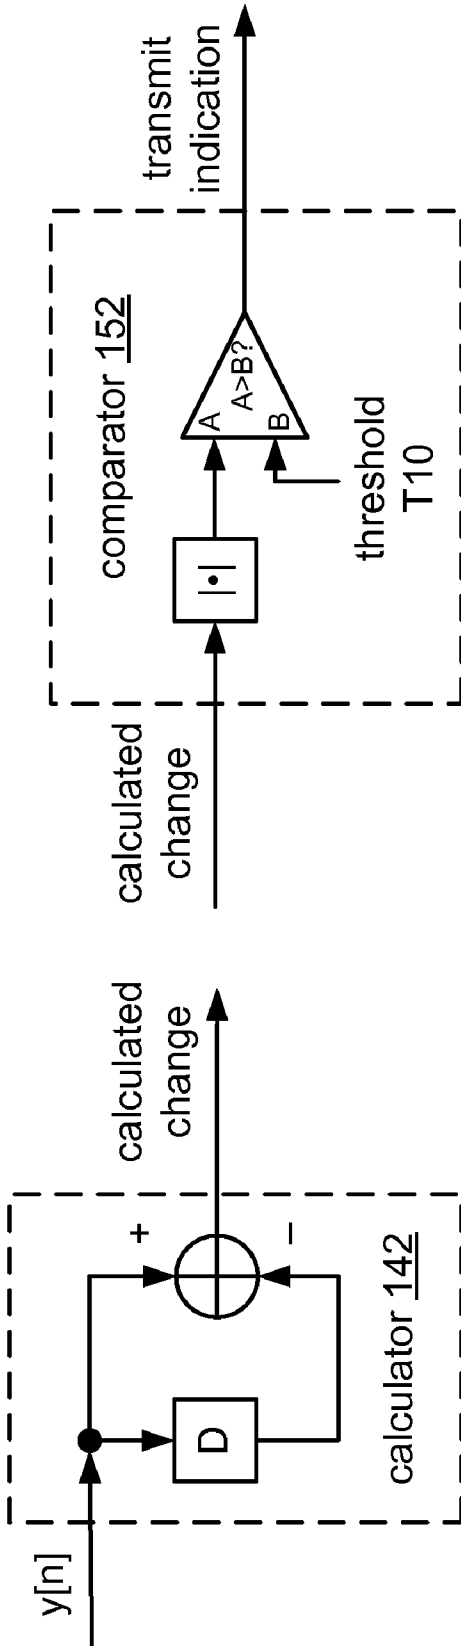 y[n]
D
+
–
calculator 142
calculated
change
calculated
change
comparator 152
|•|
A
A>B?
B
threshold
T10
transmit
indication